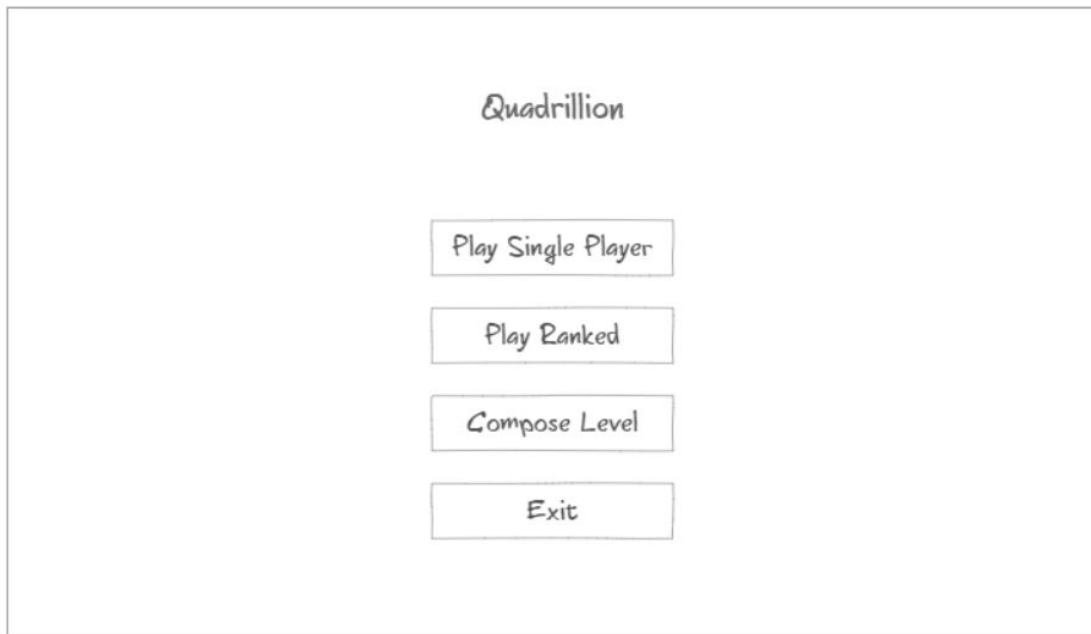 Quadrillion
Play Single Player
Play Ranked
Compose Level
Exit